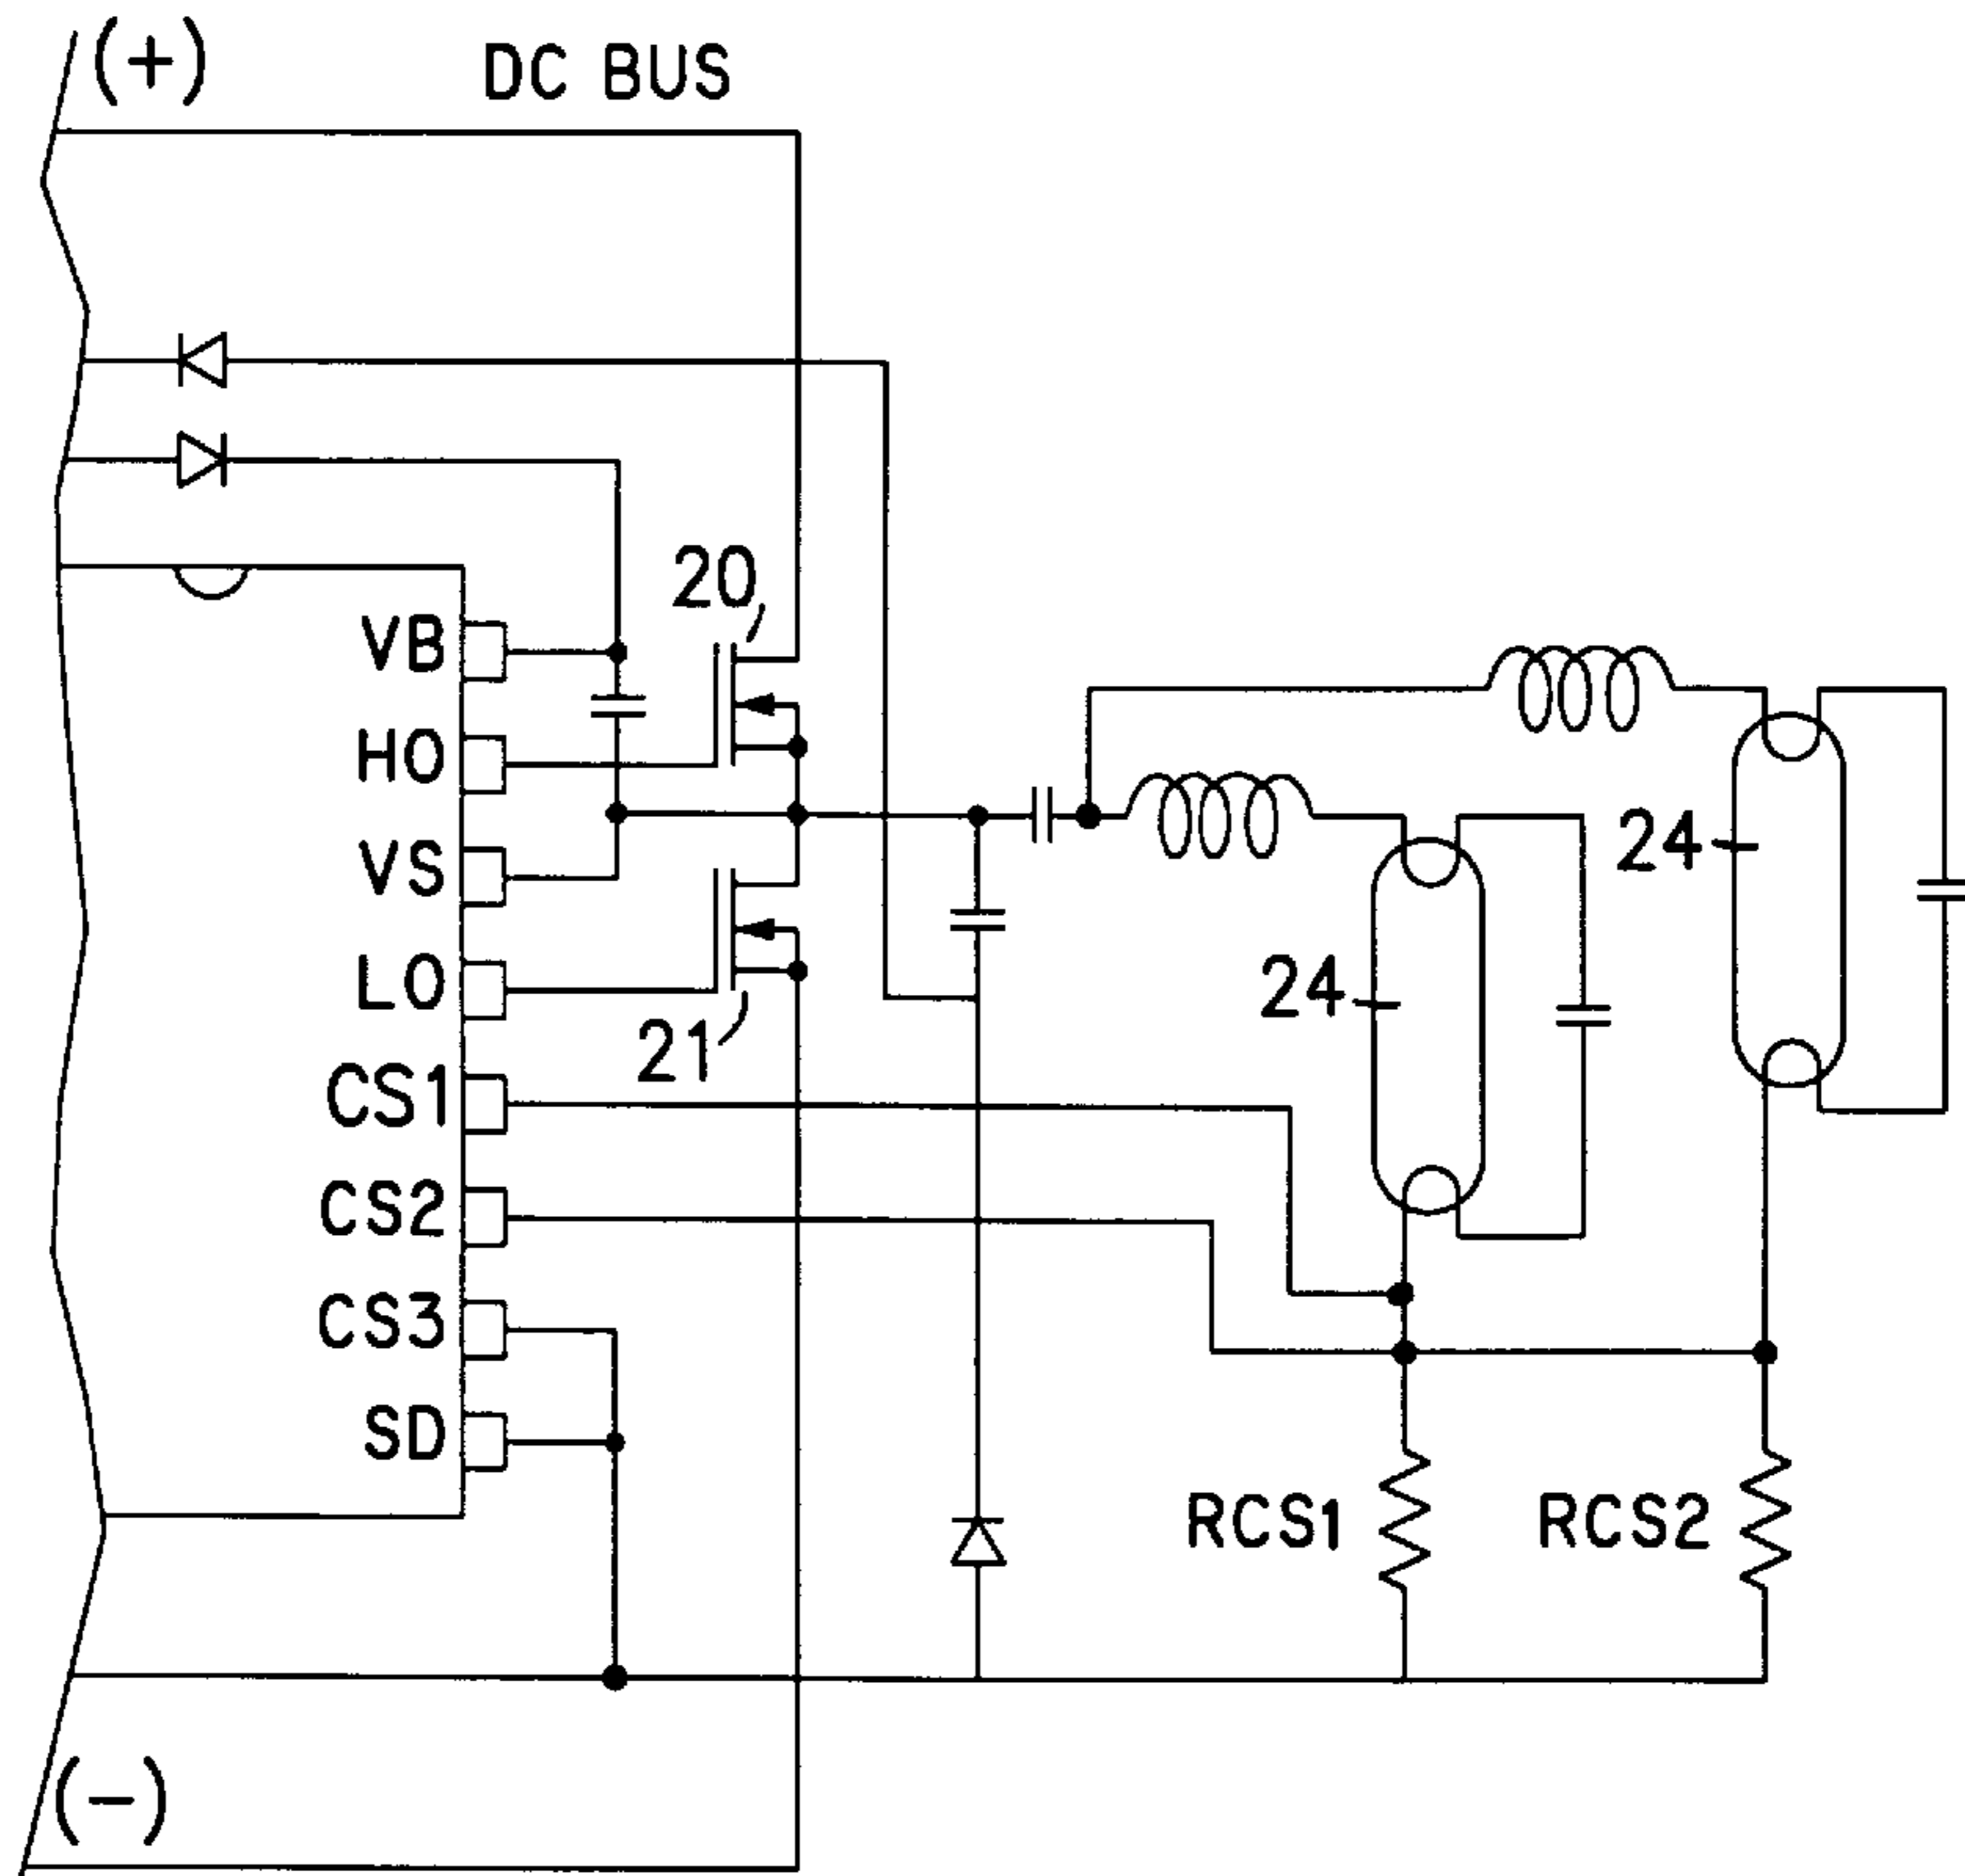 (+) DC BUS
20
VB
HO
VS
LO
21
24
24
CS1
CS2
CS3
SD
RCS1 RCS2
(-)